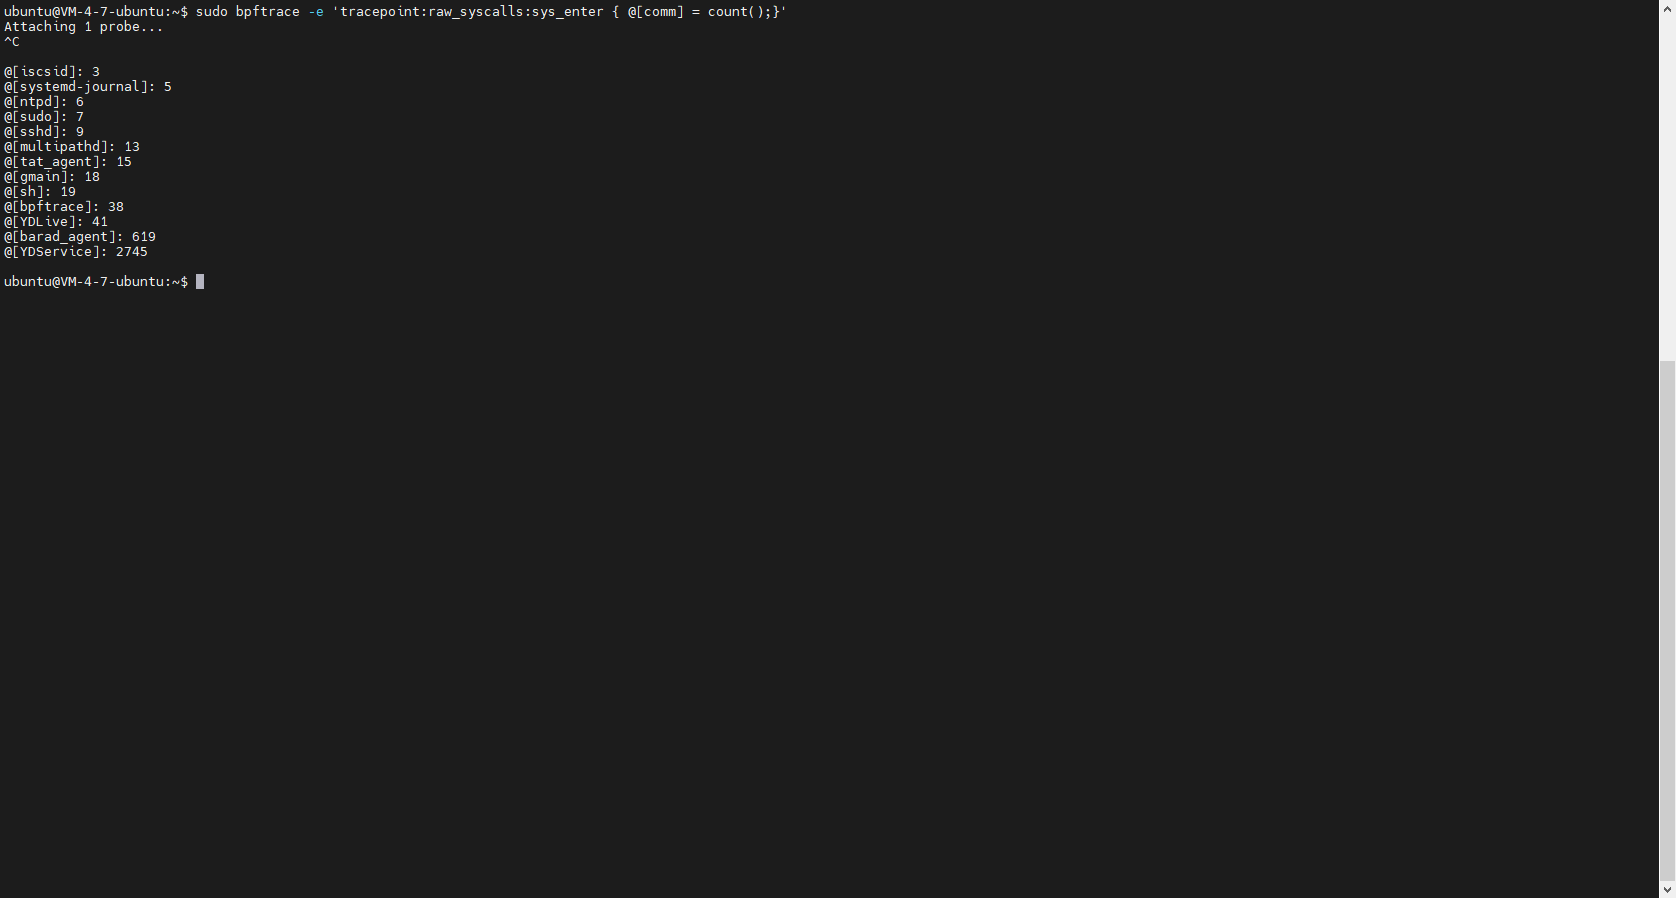 ubuntu@VM-4-7-ubuntu:~$ sudo bpftrace -e 'tracepoint:raw_syscalls:sys_enter { @[comm] = count();}'
Attaching 1 probe...
^C
@[iscsid]: 3
@[systemd-journal]: 5
@[ntpd]: 6
@[sudo]: 7
@[sshd]: 9
@[multipathd]: 13
@[tat_agent]: 15
@[gmain]: 18
@[sh]: 19
@[bpftrace]: 38
@[YDLive]: 41
@[barad_agent]: 619
@[YDService]: 2745
ubuntu@VM-4-7-ubuntu:~$